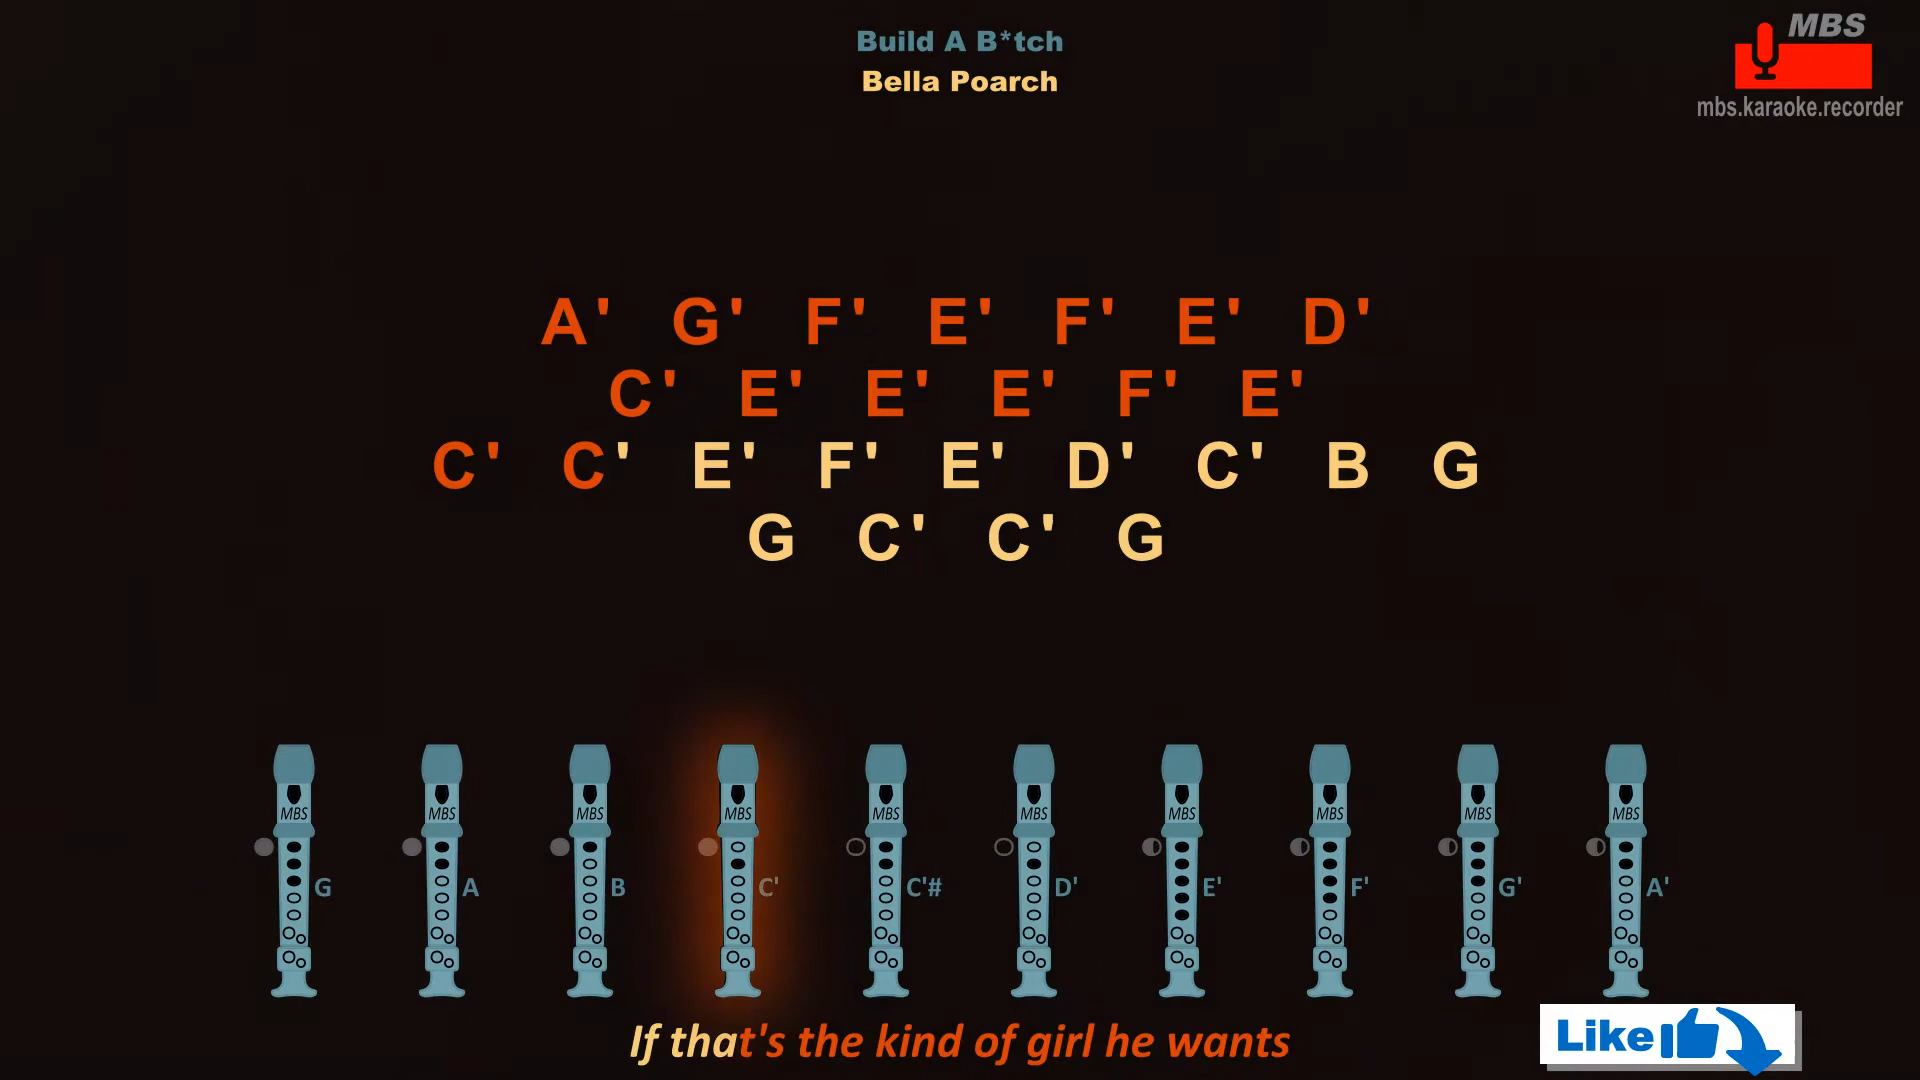 Build A B*tch
Bella Poarch
MBS
mbs.karaoke.recorder
A' G' F' E' F' E' D'
C' E' E' E' F' E'
C' C' E' F' E' D' C' B G
G C' C' G
MBS MBS MBS MBS MBS MBS MBS MBS MBS MBS
G A B C' C'# D' E' F' G' A'
If that's the kind of girl he wants
Like